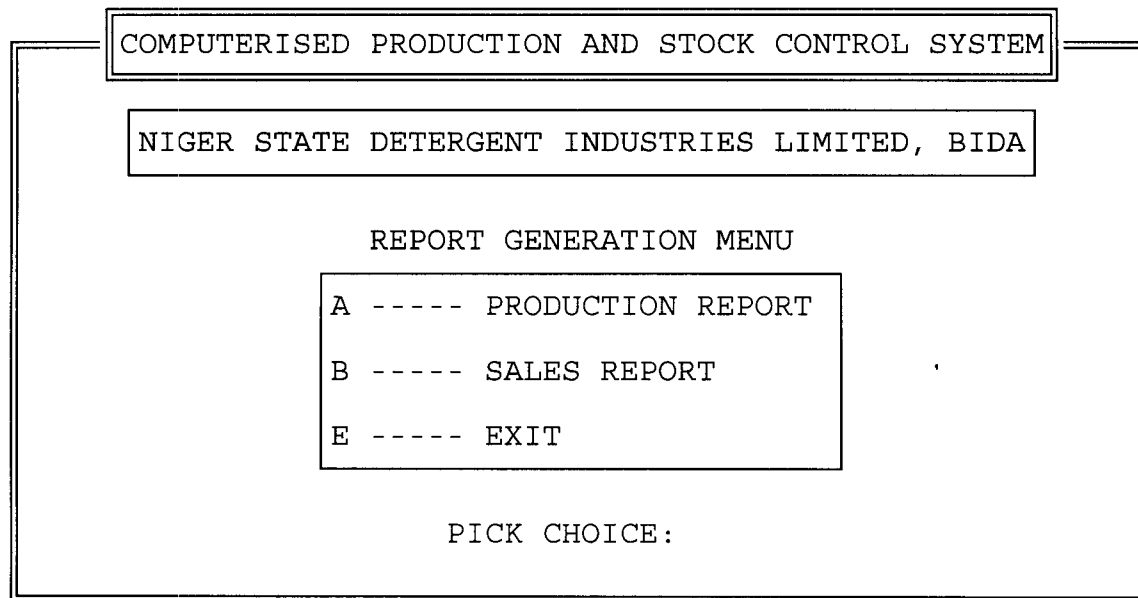 COMPUTERISED PRODUCTION AND STOCK CONTROL SYSTEM
NIGER STATE DETERGENT INDUSTRIES LIMITED, BIDA
REPORT GENERATION MENU
A ----- PRODUCTION REPORT
B ----- SALES REPORT
E ----- EXIT
PICK CHOICE: